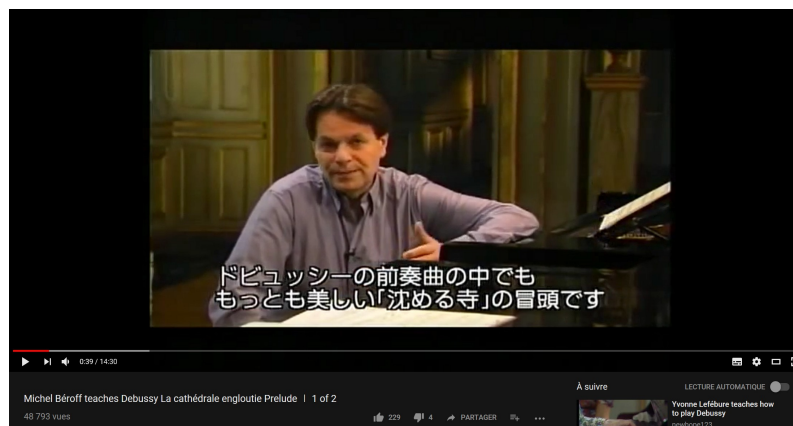 ドビュッシーの前奏曲の中でも
もっとも美しい「沈める寺」の冒頭です
0:39 / 14:30
Michel Béroff teaches Debussy La cathédrale engloutie Prelude | 1 of 2
48 793 vues
229
4
PARTAGER
À suivre
LECTURE AUTOMATIQUE
Yvonne Lefébure teaches how
to play Debussy
newhope123